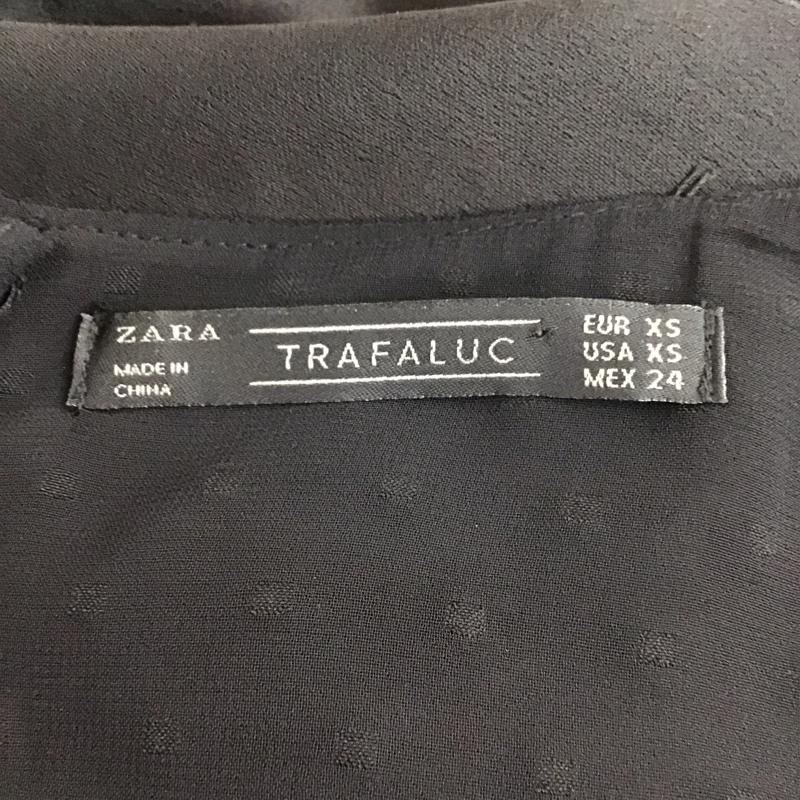 ZARA
MADE IN
CHINA
TRAFALUC
EUR XS
USA XS
MEX 24